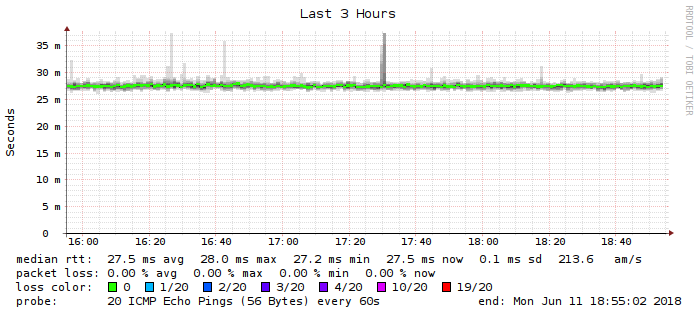 Last 3 Hours
RRDTOOL / TOBI OETIKER
Seconds
35 m
30 m
25 m
20 m
15 m
10 m
5 m
0
16:00 16:20 16:40 17:00 17:20 17:40 18:00 18:20 18:40
median rtt: 27.5 ms avg 28.0 ms max 27.2 ms min 27.5 ms now 0.1 ms sd 213.6 am/s
packet loss: 0.00 % avg 0.00 % max 0.00 % min 0.00 % now
loss color: 0 1/20 2/20 3/20 4/20 10/20 19/20
probe: 20 ICMP Echo Pings (56 Bytes) every 60s end: Mon Jun 11 18:55:02 2018